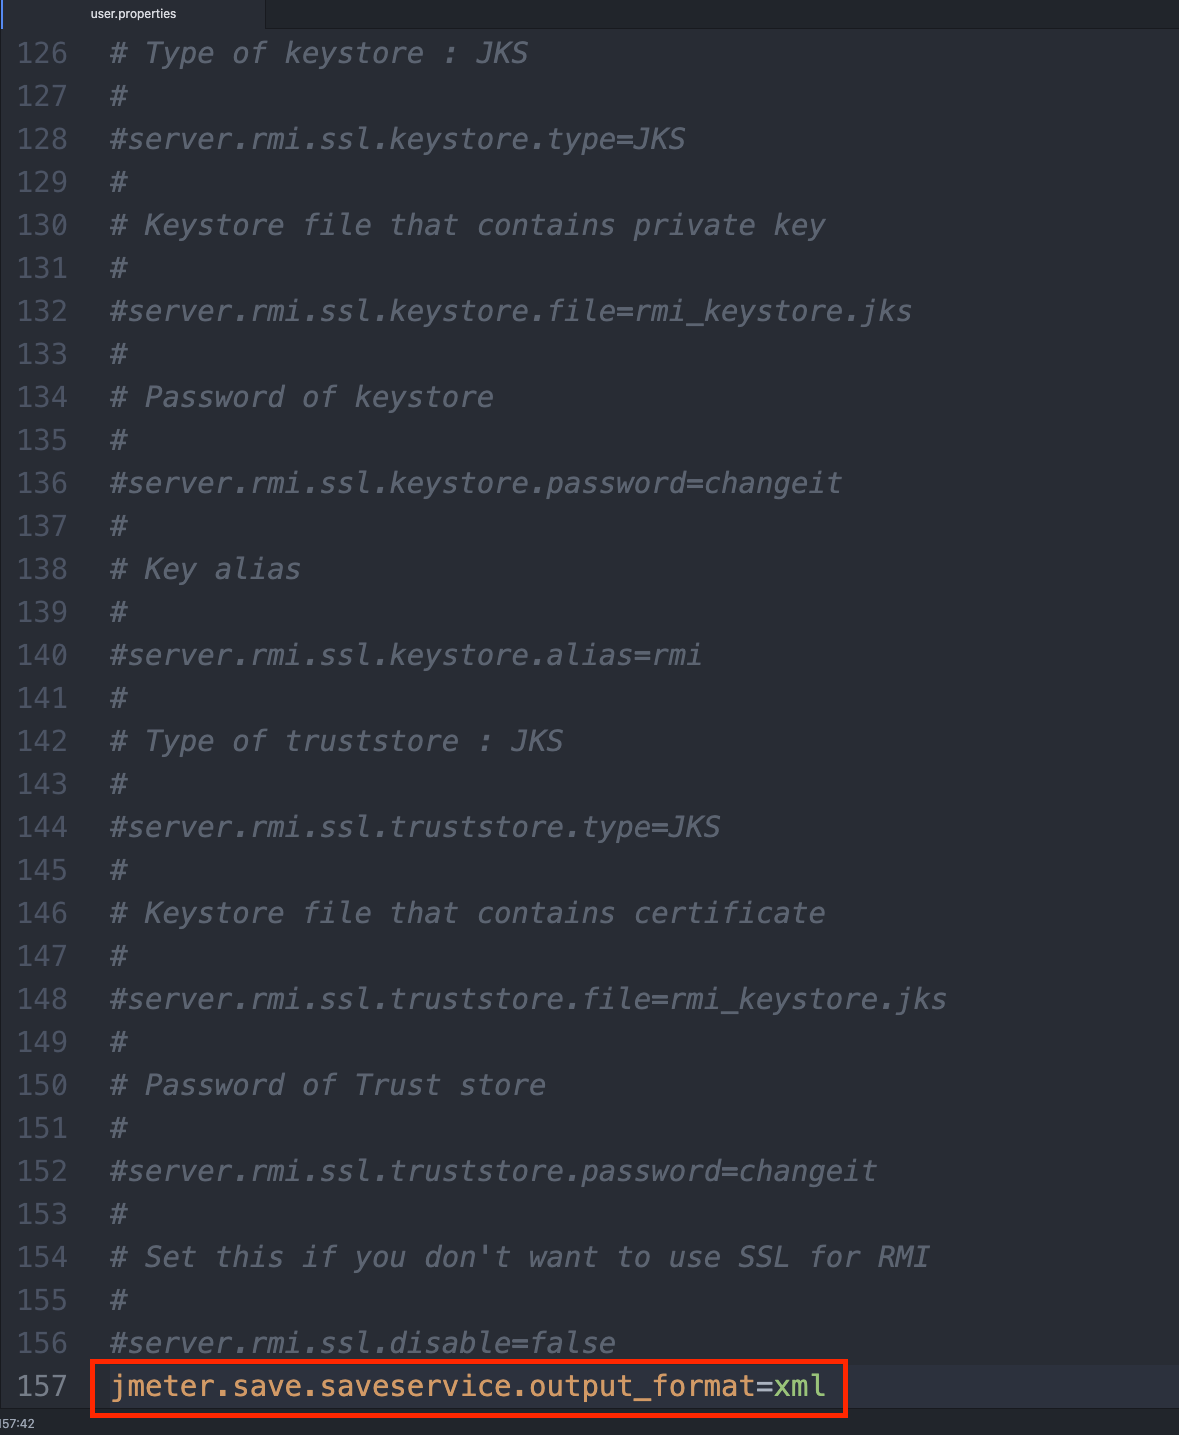 user.properties
126 # Type of keystore : JKS
127 #
128 #server.rmi.ssl.keystore.type=JKS
129 #
130 # Keystore file that contains private key
131 #
132 #server.rmi.ssl.keystore.file=rmi_keystore.jks
133 #
134 # Password of keystore
135 #
136 #server.rmi.ssl.keystore.password=changeit
137 #
138 # Key alias
139 #
140 #server.rmi.ssl.keystore.alias=rmi
141 #
142 # Type of truststore : JKS
143 #
144 #server.rmi.ssl.truststore.type=JKS
145 #
146 # Keystore file that contains certificate
147 #
148 #server.rmi.ssl.truststore.file=rmi_keystore.jks
149 #
150 # Password of Trust store
151 #
152 #server.rmi.ssl.truststore.password=changeit
153 #
154 # Set this if you don't want to use SSL for RMI
155 #
156 #server.rmi.ssl.disable=false
157 jmeter.save.saveservice.output_format=xml
157:42